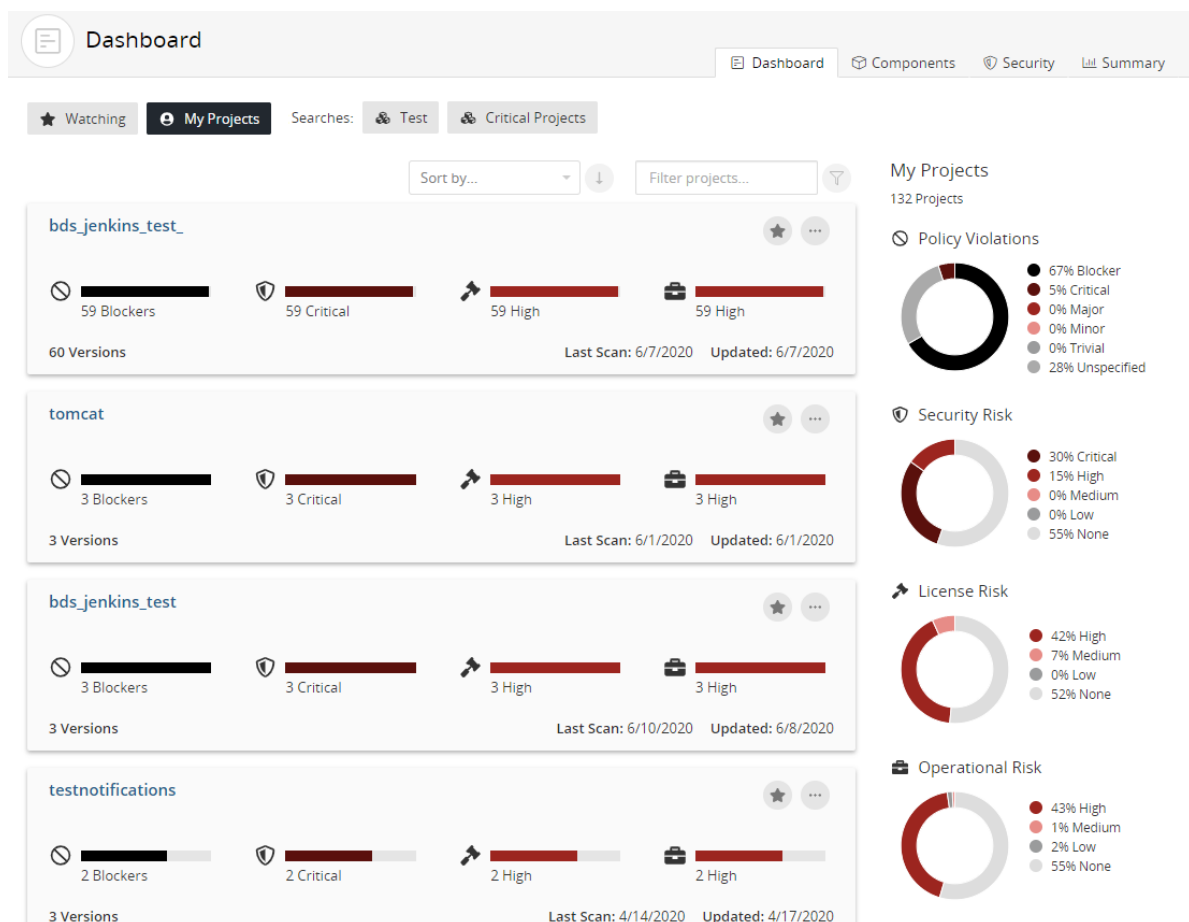 Dashboard
Dashboard Components Security Summary
Watching My Projects Searches: Test Critical Projects
Sort by... Filter projects...
bds_jenkins_test_
59 Blockers 59 Critical 59 High 59 High
60 Versions Last Scan: 6/7/2020 Updated: 6/7/2020
tomcat
3 Blockers 3 Critical 3 High 3 High
3 Versions Last Scan: 6/1/2020 Updated: 6/1/2020
bds_jenkins_test
3 Blockers 3 Critical 3 High 3 High
3 Versions Last Scan: 6/10/2020 Updated: 6/8/2020
testnotifications
2 Blockers 2 Critical 2 High 2 High
3 Versions Last Scan: 4/14/2020 Updated: 4/17/2020
My Projects
132 Projects
Policy Violations
67% Blocker
5% Critical
0% Major
0% Minor
0% Trivial
28% Unspecified
Security Risk
30% Critical
15% High
0% Medium
0% Low
55% None
License Risk
42% High
7% Medium
0% Low
52% None
Operational Risk
43% High
1% Medium
2% Low
55% None